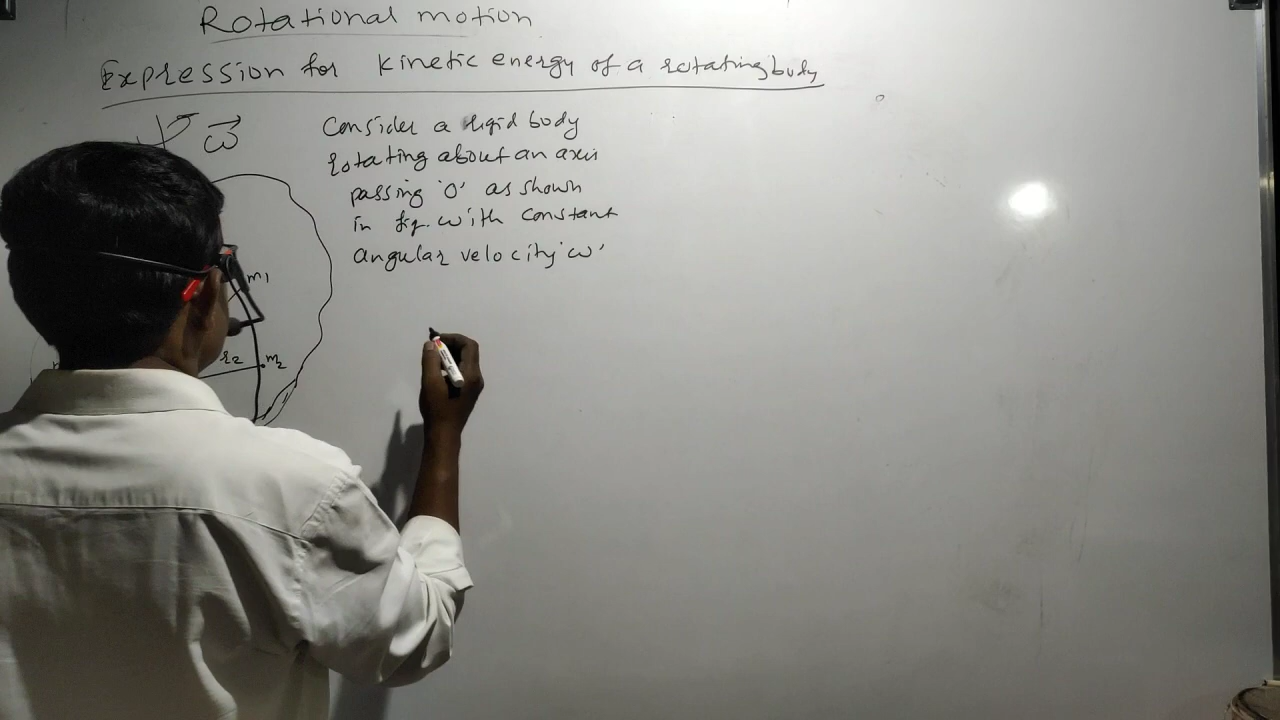 Rotational motion
Expression for kinetic energy of a rotating body
ω
Consider a rigid body
rotating about an axis
passing 'O' as shown
in fig. with constant
angular velocity 'ω'
m1
r2 m2